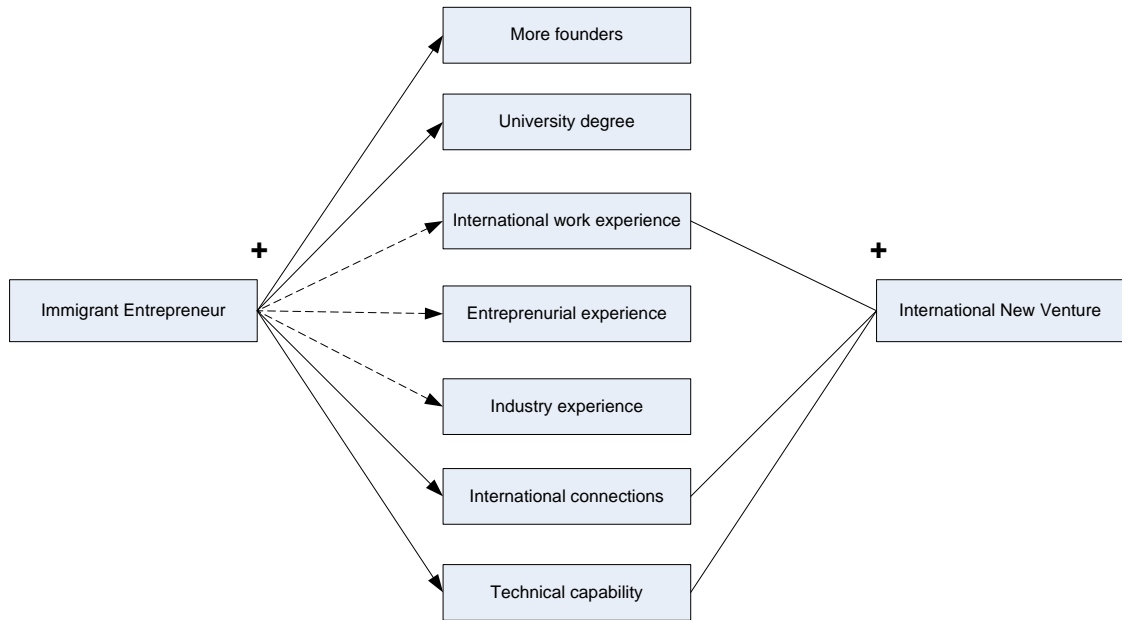 More founders
University degree
International work experience
+
+
Immigrant Entrepreneur
Entreprenurial experience
International New Venture
Industry experience
International connections
Technical capability